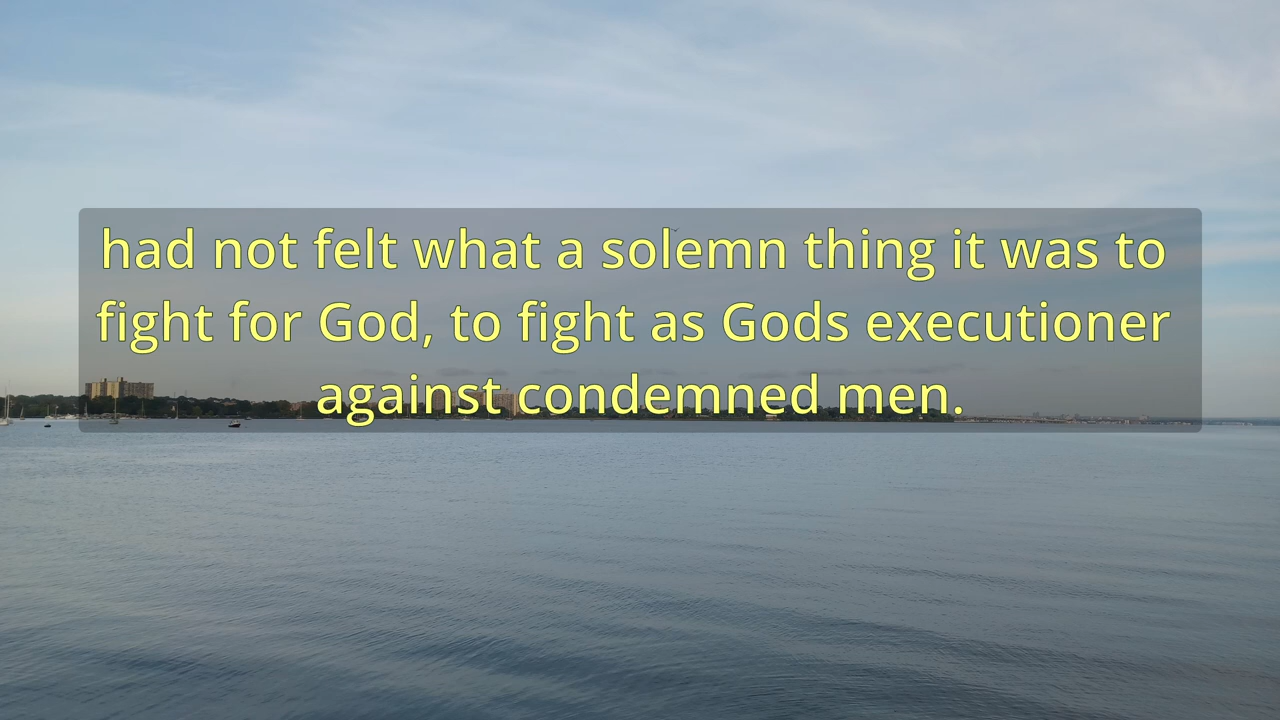 had not felt what a solemn thing it was to
fight for God, to fight as Gods executioner
against condemned men.